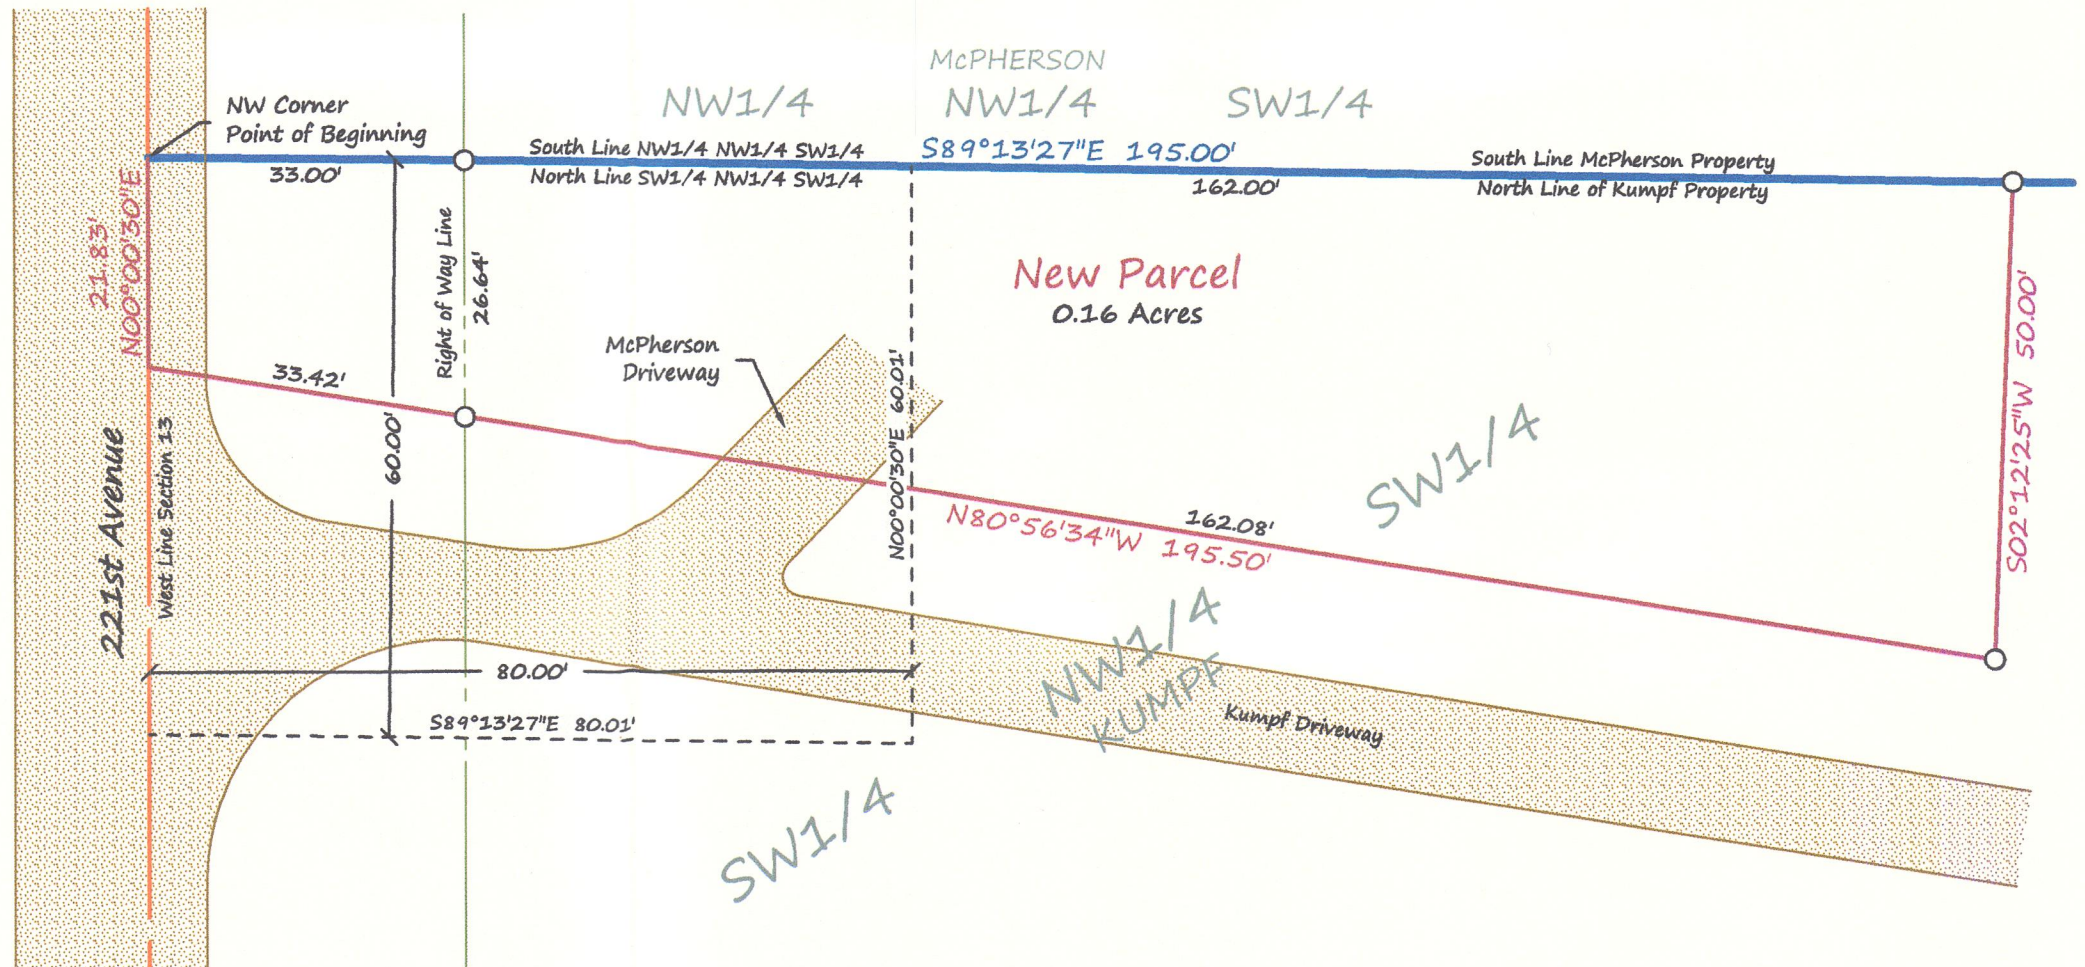 McPHERSON
NW1/4 NW1/4 SW1/4
NW Corner
Point of Beginning
South Line NW1/4 NW1/4 SW1/4
S89°13'27"E 195.00'
South Line McPherson Property
33.00'
North Line SW1/4 NW1/4 SW1/4
162.00'
North Line of Kumpf Property
21.83'
N00°00'30"E
Right of Way Line
26.64'
New Parcel
0.16 Acres
McPherson
Driveway
33.42'
60.00'
N00°00'30"E 60.01'
S02°12'25"W 50.00'
SW1/4
221st Avenue
West Line Section 13
162.08'
N80°56'34"W 195.50'
NW1/4
KUMPF
80.00'
S89°13'27"E 80.01'
Kumpf Driveway
SW1/4